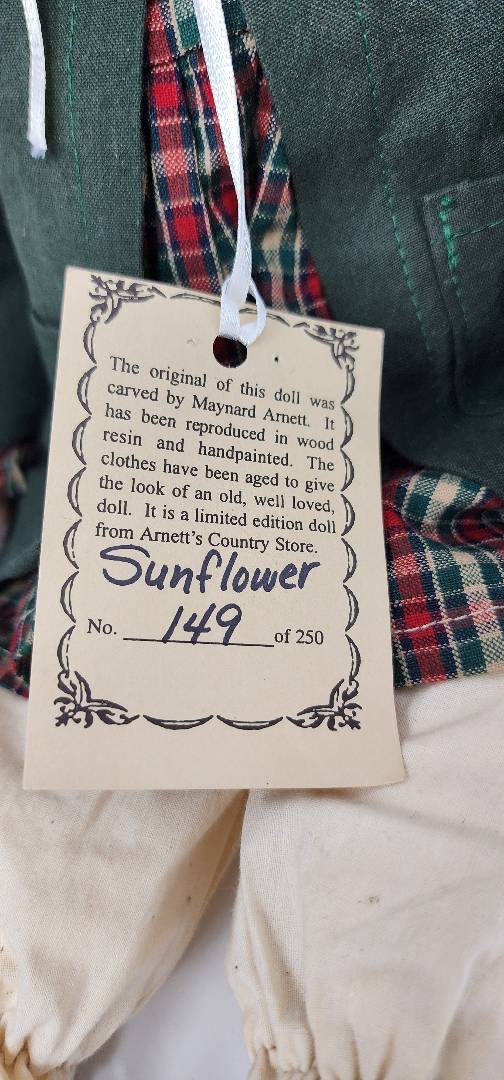 The original of this doll was
carved by Maynard Arnett. It
has been reproduced in wood
resin and handpainted. The
clothes have been aged to give
the look of an old, well loved,
doll. It is a limited edition doll
from Arnett's Country Store.
Sunflower
No. 149 of 250